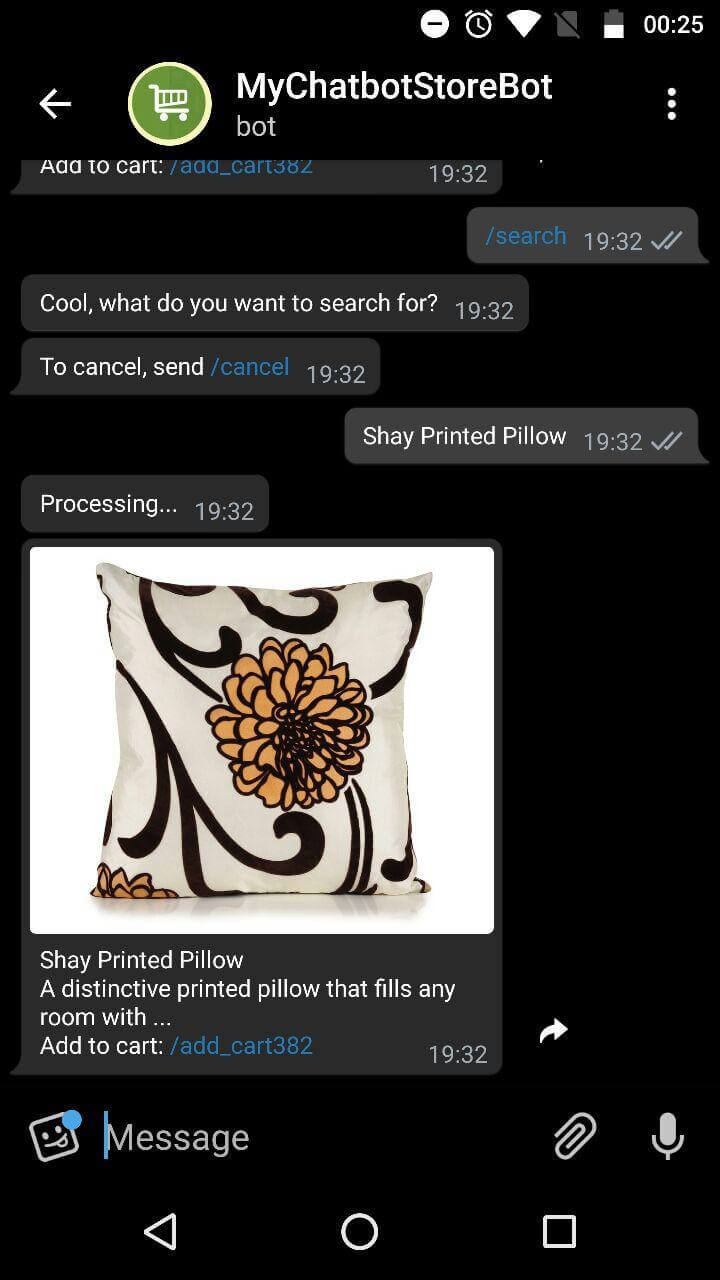 00:25
MyChatbotStoreBot
bot
Add to cart: /add_cart382 19:32
/search 19:32
Cool, what do you want to search for? 19:32
To cancel, send /cancel 19:32
Shay Printed Pillow 19:32
Processing... 19:32
Shay Printed Pillow
A distinctive printed pillow that fills any
room with ...
Add to cart: /add_cart382 19:32
Message